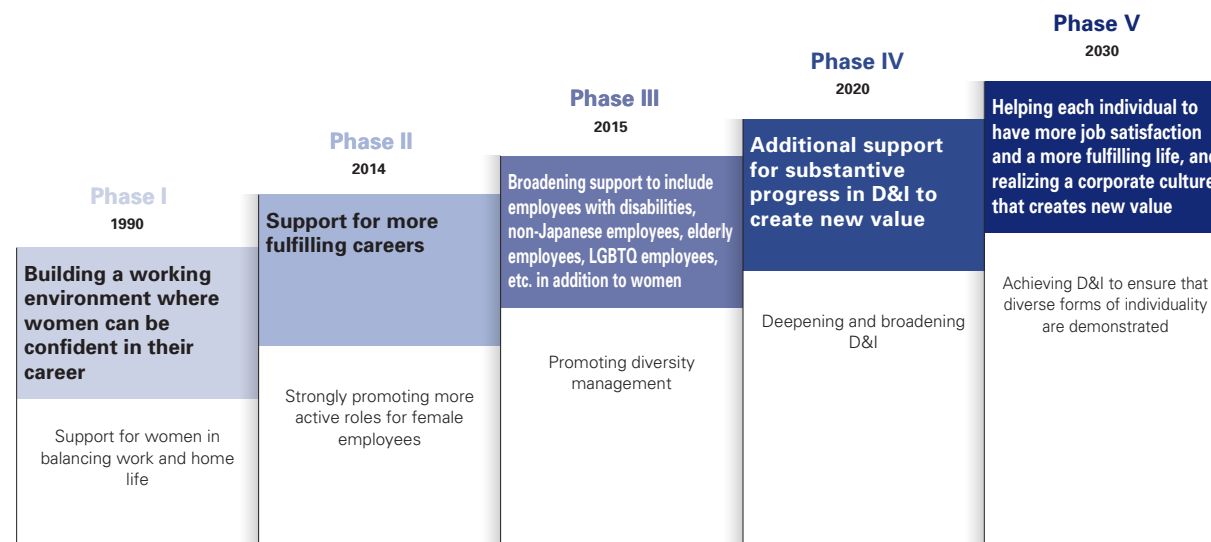 Phase I
1990
Building a working
environment where
women can be
confident in their
career
Support for women in
balancing work and home
life
Phase II
2014
Support for more
fulfilling careers
Strongly promoting more
active roles for female
employees
Phase III
2015
Broadening support to include
employees with disabilities,
non-Japanese employees, elderly
employees, LGBTQ employees,
etc. in addition to women
Promoting diversity
management
Phase IV
2020
Additional support
for substantive
progress in D&I to
create new value
Deepening and broadening
D&I
Phase V
2030
Helping each individual to
have more job satisfaction
and a more fulfilling life, and
realizing a corporate culture
that creates new value
Achieving D&I to ensure that
diverse forms of individuality
are demonstrated